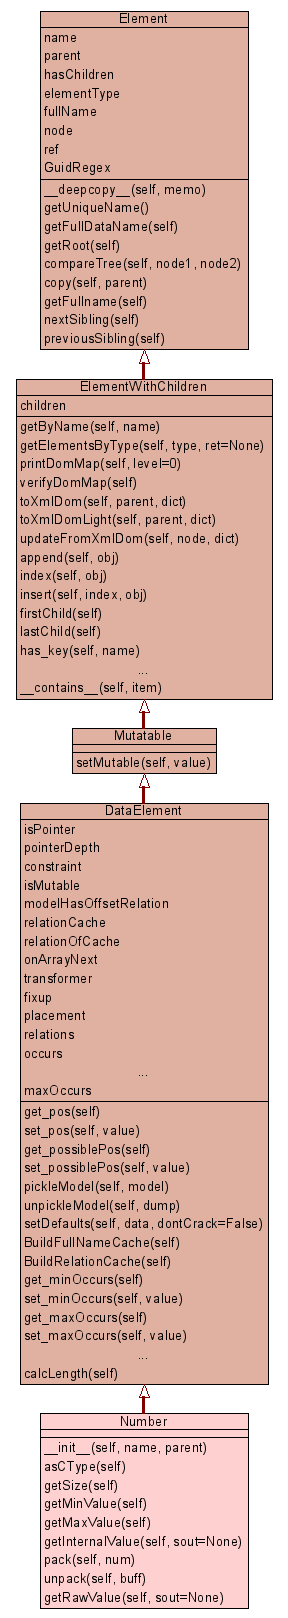 Element
name
parent
hasChildren
elementType
fullName
node
ref
GuidRegex
__deepcopy__(self, memo)
getUniqueName()
getFullDataName(self)
getRoot(self)
compareTree(self, node1, node2)
copy(self, parent)
getFullname(self)
nextSibling(self)
previousSibling(self)
ElementWithChildren
children
getByName(self, name)
getElementsByType(self, type, ret=None)
printDomMap(self, level=0)
verifyDomMap(self)
toXmlDom(self, parent, dict)
toXmlDomLight(self, parent, dict)
updateFromXmlDom(self, node, dict)
append(self, obj)
index(self, obj)
insert(self, index, obj)
firstChild(self)
lastChild(self)
has_key(self, name)
...
__contains__(self, item)
Mutatable
setMutable(self, value)
DataElement
isPointer
pointerDepth
constraint
isMutable
modelHasOffsetRelation
relationCache
relationOfCache
onArrayNext
transformer
fixup
placement
relations
occurs
...
maxOccurs
get_pos(self)
set_pos(self, value)
get_possiblePos(self)
set_possiblePos(self, value)
pickleModel(self, model)
unpickleModel(self, dump)
setDefaults(self, data, dontCrack=False)
BuildFullNameCache(self)
BuildRelationCache(self)
get_minOccurs(self)
set_minOccurs(self, value)
get_maxOccurs(self)
set_maxOccurs(self, value)
...
calcLength(self)
Number
__init__(self, name, parent)
asCType(self)
getSize(self)
getMinValue(self)
getMaxValue(self)
getInternalValue(self, sout=None)
pack(self, num)
unpack(self, buff)
getRawValue(self, sout=None)